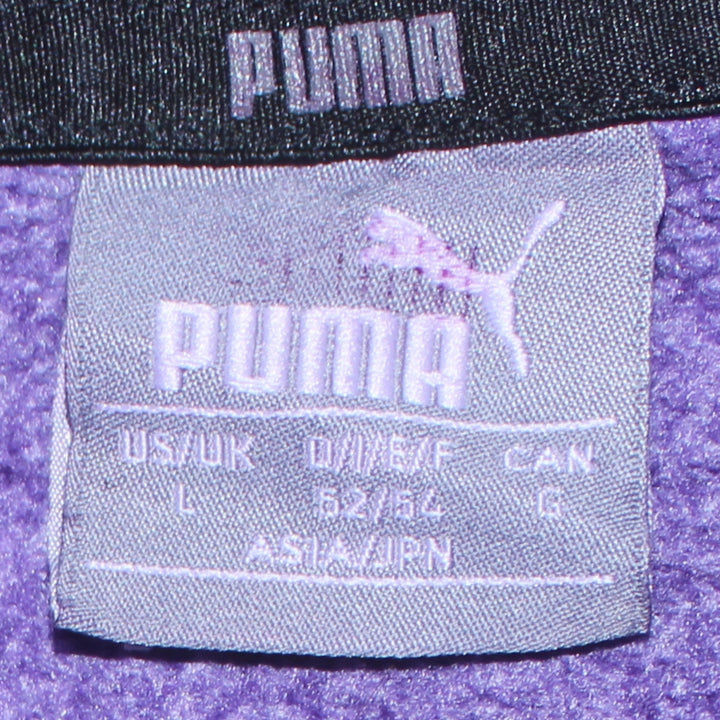 PUMA
PUMA
US/UK D/I/E/F CAN
L 52/54 G
ASIA/JPN